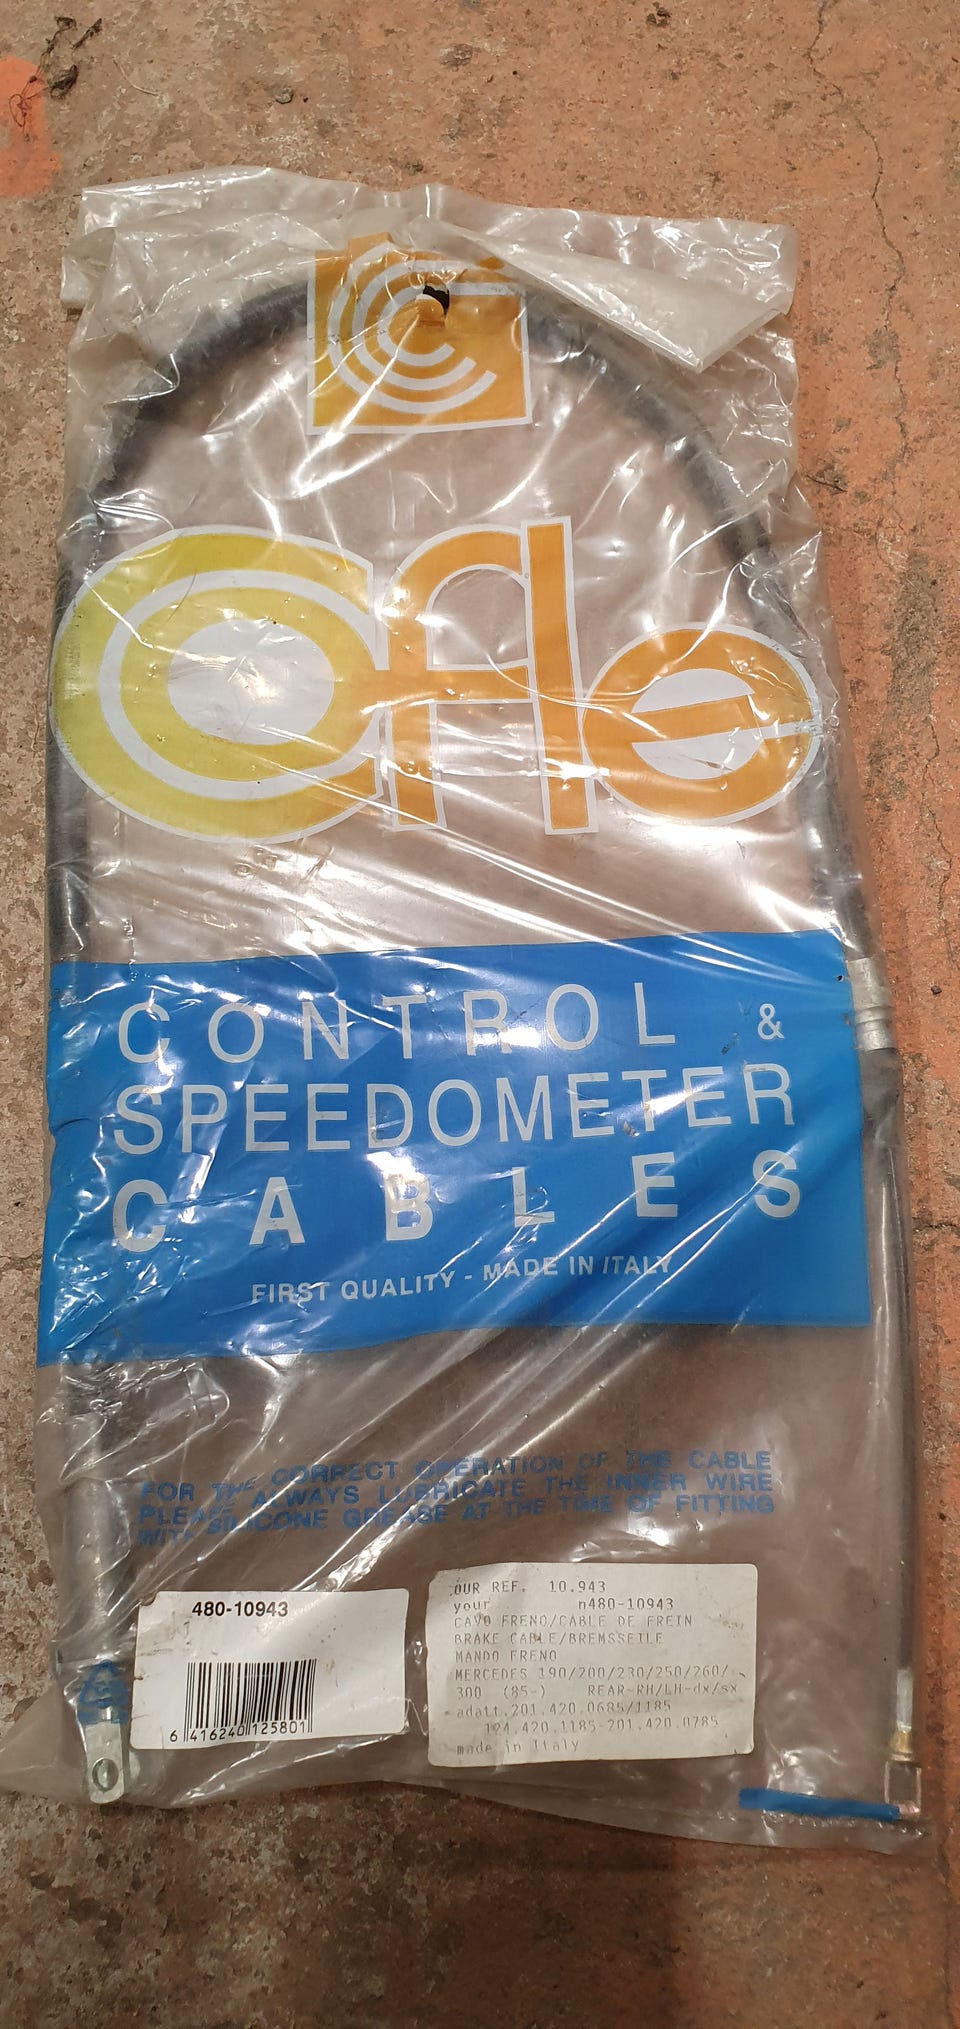 Cofle
CONTROL &
SPEEDOMETER
CABLES
FIRST QUALITY - MADE IN ITALY
FOR THE CORRECT OPERATION OF THE CABLE
PLEASE ALWAYS LUBRICATE THE INNER WIRE
WITH SILICONE GREASE AT THE TIME OF FITTING
480-10943
6 416240 125801
OUR REF. 10.943
your n480-10943
CAVO FRENO/CABLE DE FREIN
BRAKE CABLE/BREMSSEILE
MANDO FRENO
MERCEDES 190/200/230/250/260/
300 (85-) REAR-RH/LH-dx/sx
adatt.201.420.0685/1185
124.420.1185-201.420.0785
made in Italy